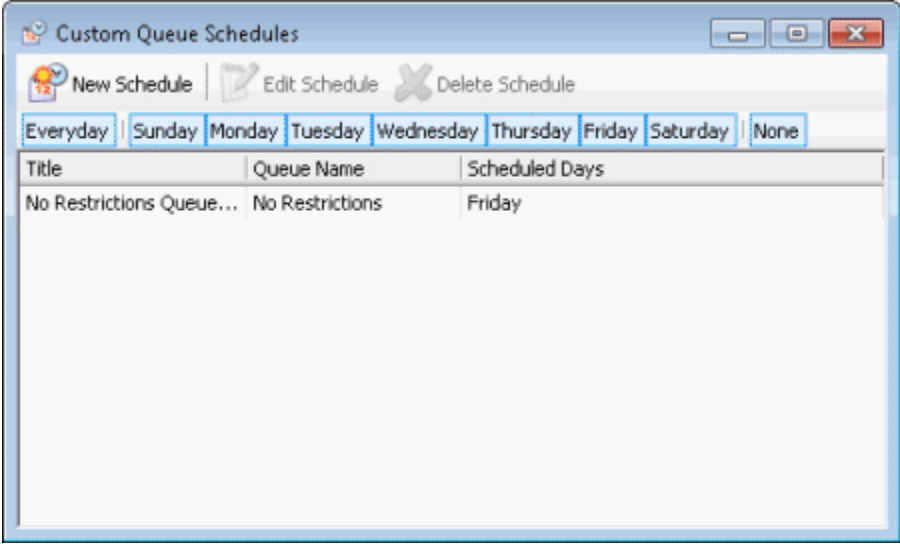 Custom Queue Schedules
New Schedule Edit Schedule Delete Schedule
Everyday Sunday Monday Tuesday Wednesday Thursday Friday Saturday None
Title Queue Name Scheduled Days
No Restrictions Queue... No Restrictions Friday